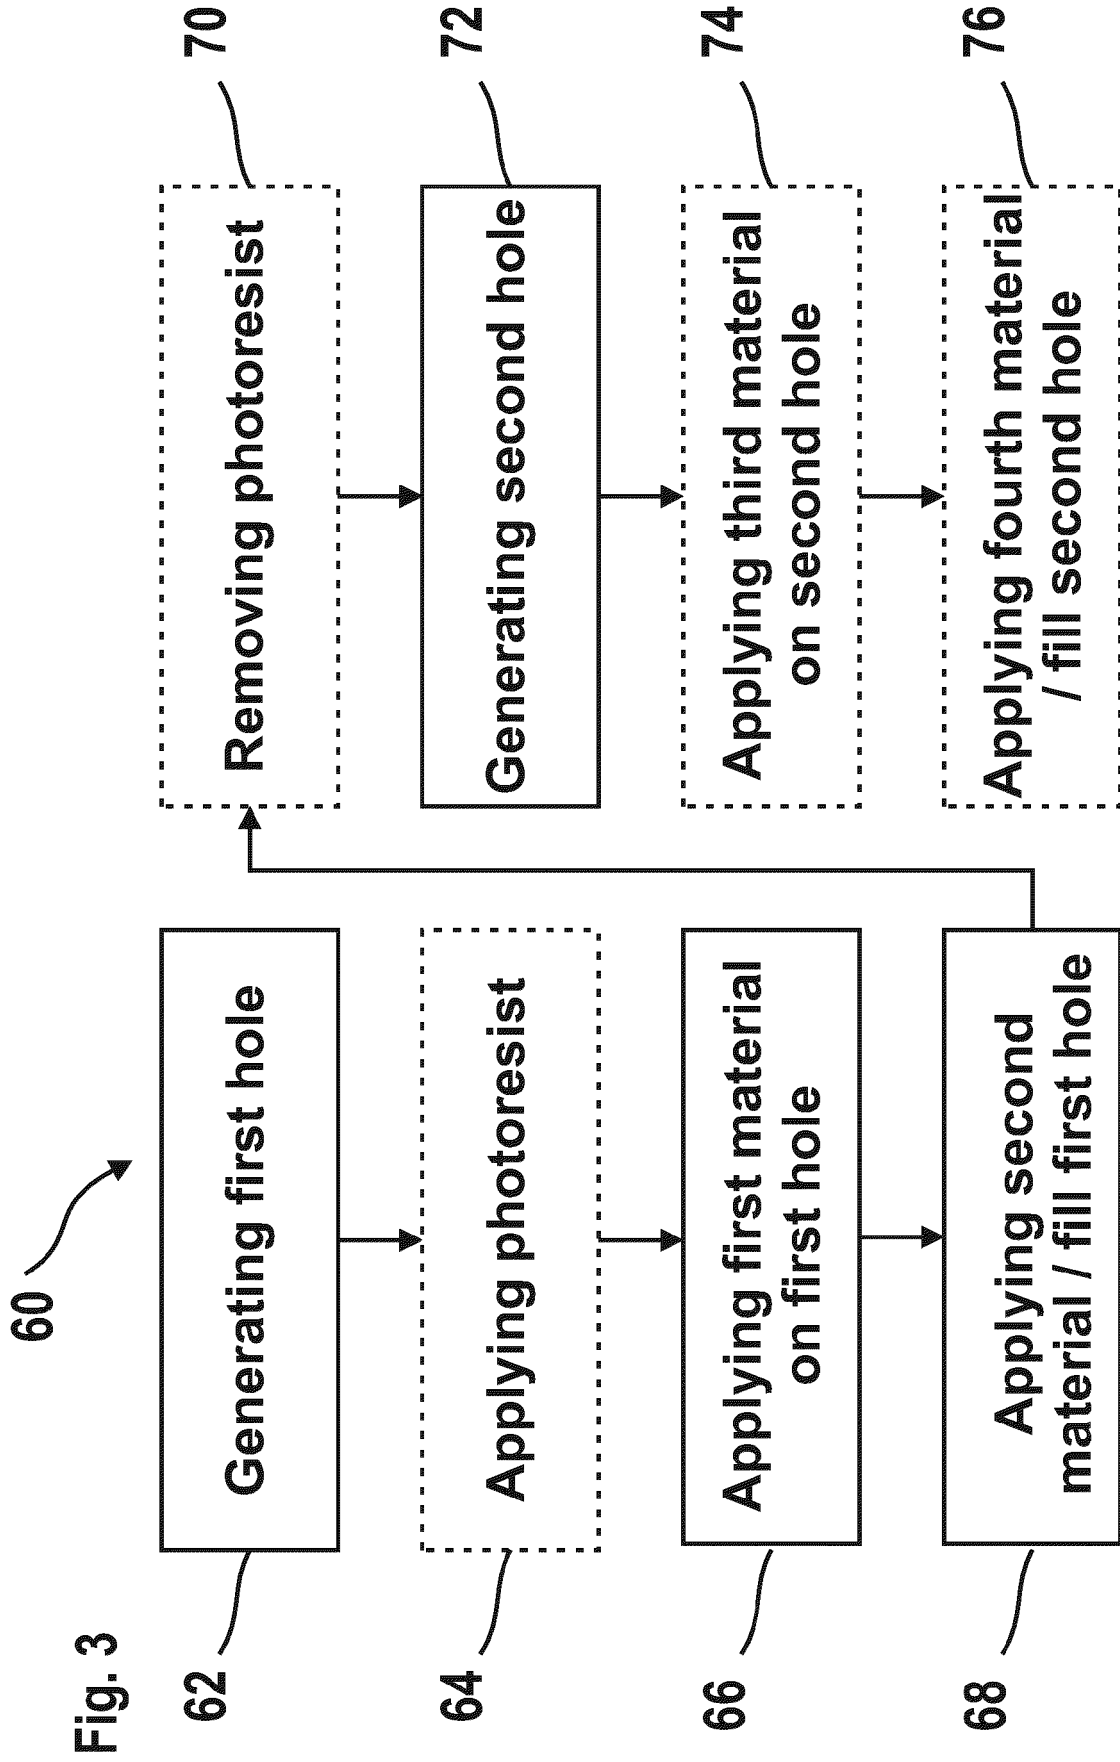 Fig. 3
60
62
Generating first hole
64
Applying photoresist
66
Applying first material
on first hole
68
Applying second
material / fill first hole
Removing photoresist
70
Generating second hole
72
Applying third material
on second hole
74
Applying fourth material
/ fill second hole
76